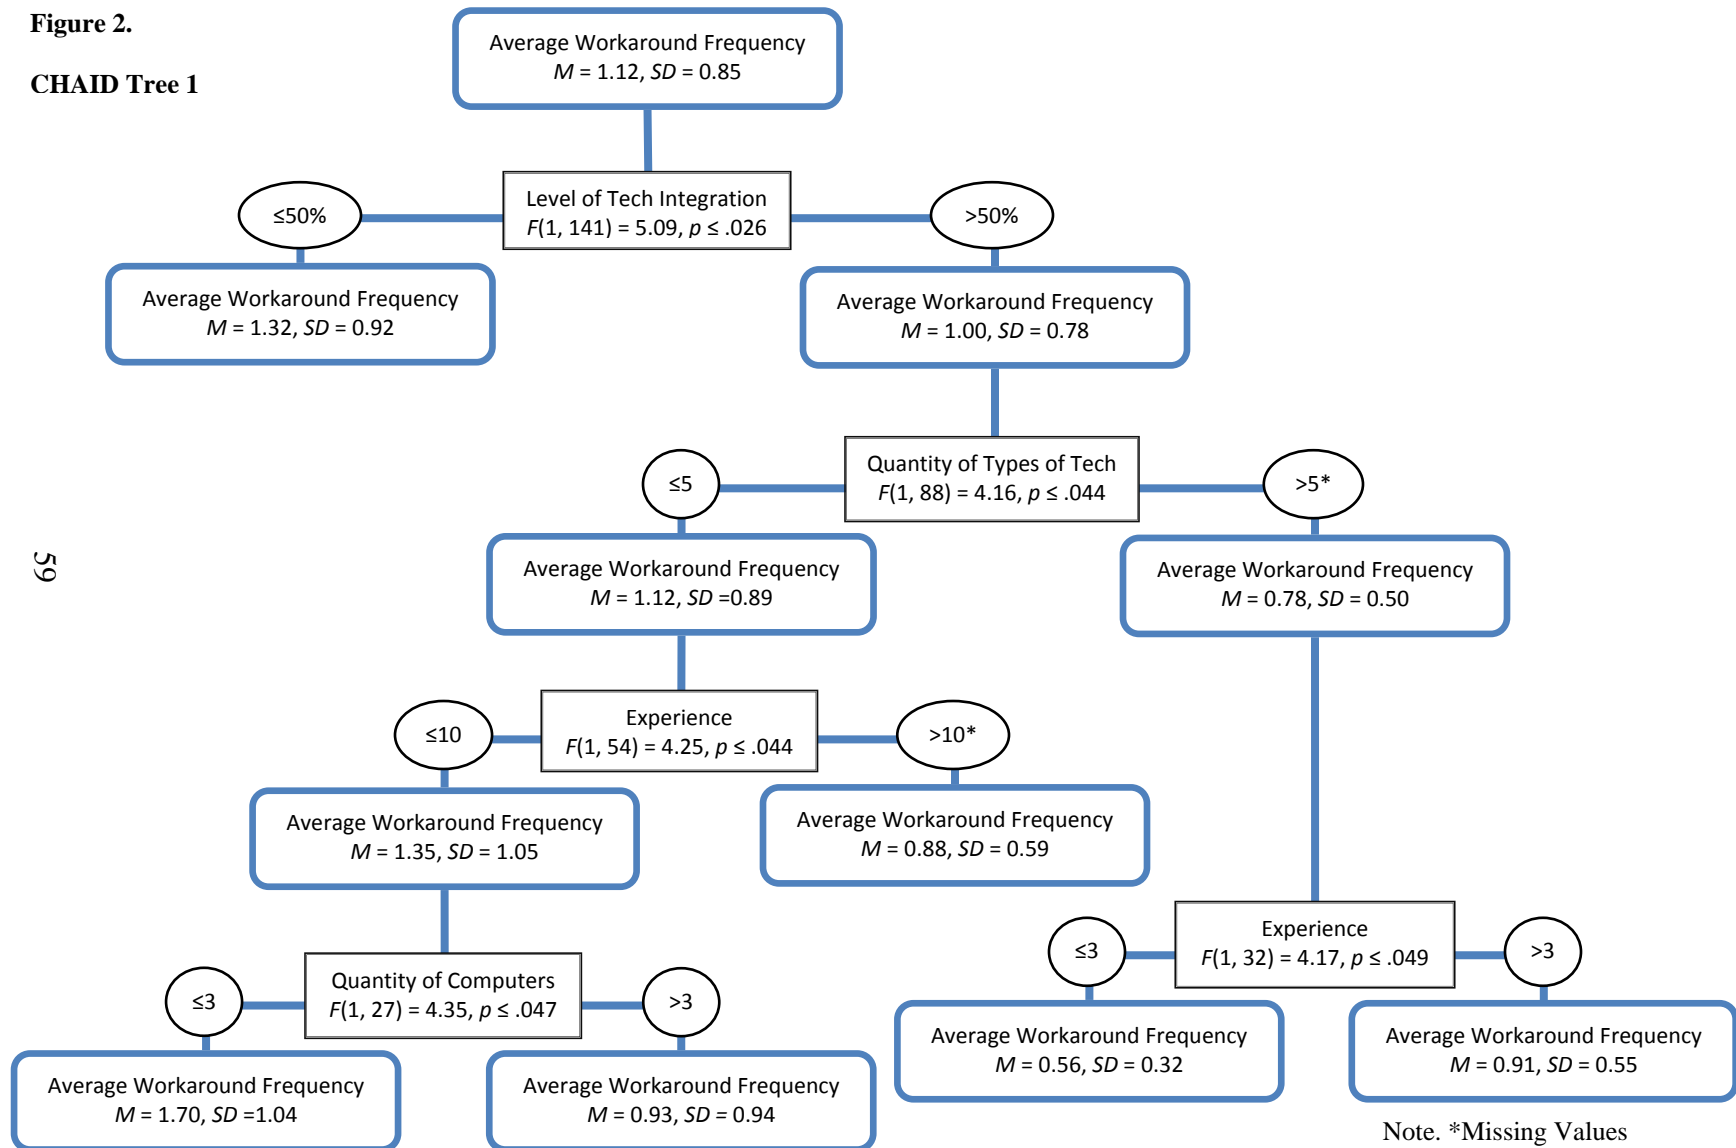 Figure 2.
CHAID Tree 1
Average Workaround Frequency
M = 1.12, SD = 0.85
Level of Tech Integration
F(1, 141) = 5.09, p ≤ .026
≤50%
>50%
Average Workaround Frequency
M = 1.32, SD = 0.92
Average Workaround Frequency
M = 1.00, SD = 0.78
Quantity of Types of Tech
F(1, 88) = 4.16, p ≤ .044
≤5
>5*
Average Workaround Frequency
M = 1.12, SD =0.89
Average Workaround Frequency
M = 0.78, SD = 0.50
59
Experience
F(1, 54) = 4.25, p ≤ .044
≤10
>10*
Average Workaround Frequency
M = 1.35, SD = 1.05
Average Workaround Frequency
M = 0.88, SD = 0.59
Experience
F(1, 32) = 4.17, p ≤ .049
≤3
>3
Quantity of Computers
F(1, 27) = 4.35, p ≤ .047
≤3
>3
Average Workaround Frequency
M = 0.56, SD = 0.32
Average Workaround Frequency
M = 0.91, SD = 0.55
Average Workaround Frequency
M = 1.70, SD =1.04
Average Workaround Frequency
M = 0.93, SD = 0.94
Note. *Missing Values